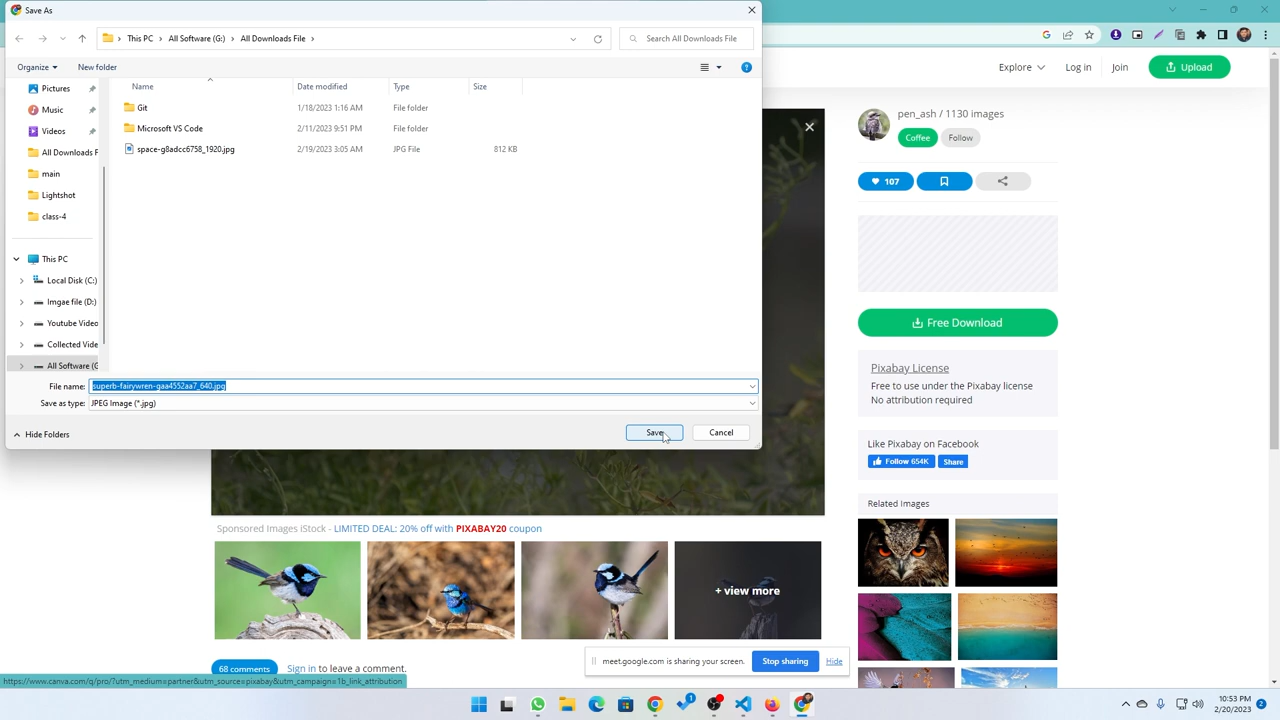 Save As
This PC
All Software (G:)
All Downloads File
Search All Downloads File
Organize
New folder
Name
Date modified
Type
Size
Pictures
Music
Videos
All Downloads F
main
Lightshot
class-4
This PC
Local Disk (C:)
Imgae file (D:)
Youtube Video
Collected Vide
All Software (G
Git
1/18/2023 1:16 AM
File folder
Microsoft VS Code
2/11/2023 9:51 PM
File folder
space-g8adcc6758_1920.jpg
2/19/2023 3:05 AM
JPG File
812 KB
File name:
superb-fairywren-gaa4552aa7_640.jpg
Save as type:
JPEG Image (*.jpg)
Hide Folders
Save
Cancel
Explore
Log in
Join
Upload
pen_ash / 1130 images
Coffee
Follow
107
Free Download
Pixabay License
Free to use under the Pixabay license
No attribution required
Like Pixabay on Facebook
Follow 654K
Share
Related Images
Sponsored Images iStock - LIMITED DEAL: 20% off with PIXABAY20 coupon
+ view more
68 comments
Sign in to leave a comment.
meet.google.com is sharing your screen.
Stop sharing
Hide
https://www.canva.com/q/pro/?utm_medium=partner&utm_source=pixabay&utm_campaign=1b_link_attribution
1
10:53 PM
2/20/2023
2